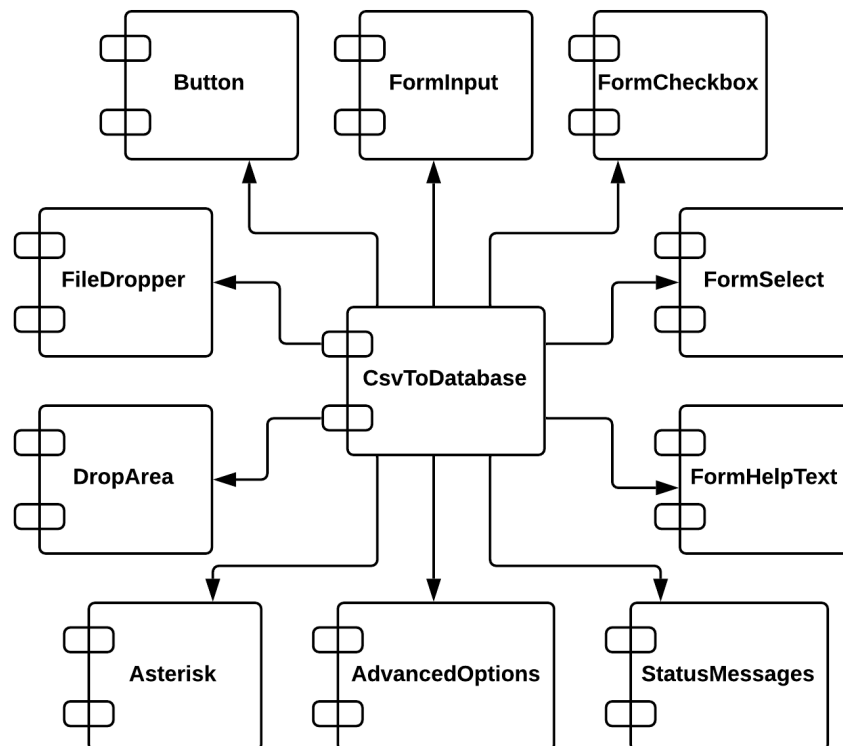 Button
FormInput
FormCheckbox
FileDropper
FormSelect
CsvToDatabase
DropArea
FormHelpText
Asterisk
AdvancedOptions
StatusMessages